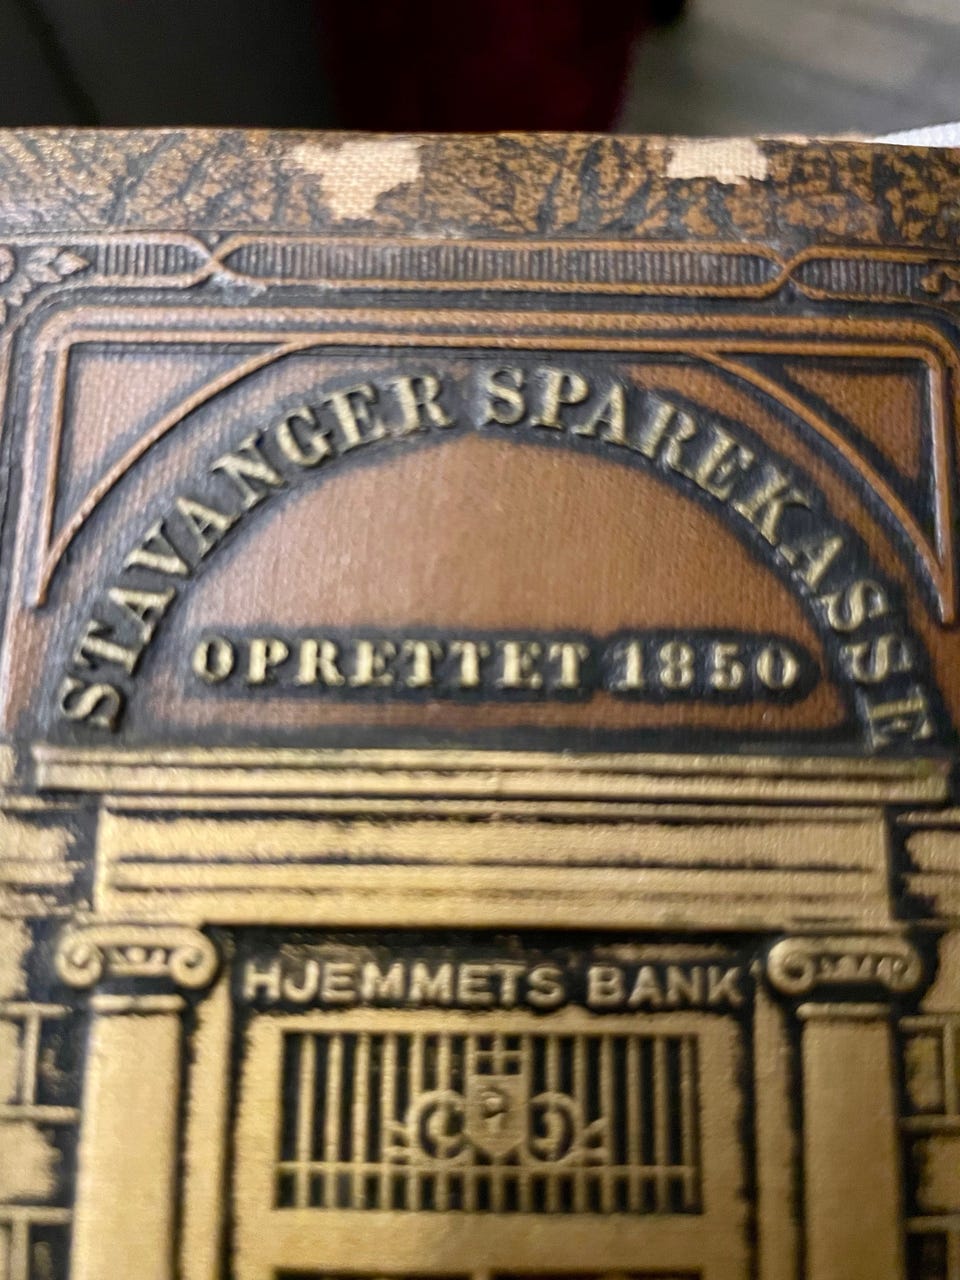 STAVANGER SPAREKASSE
OPRETTET 1850
HJEMMETS BANK